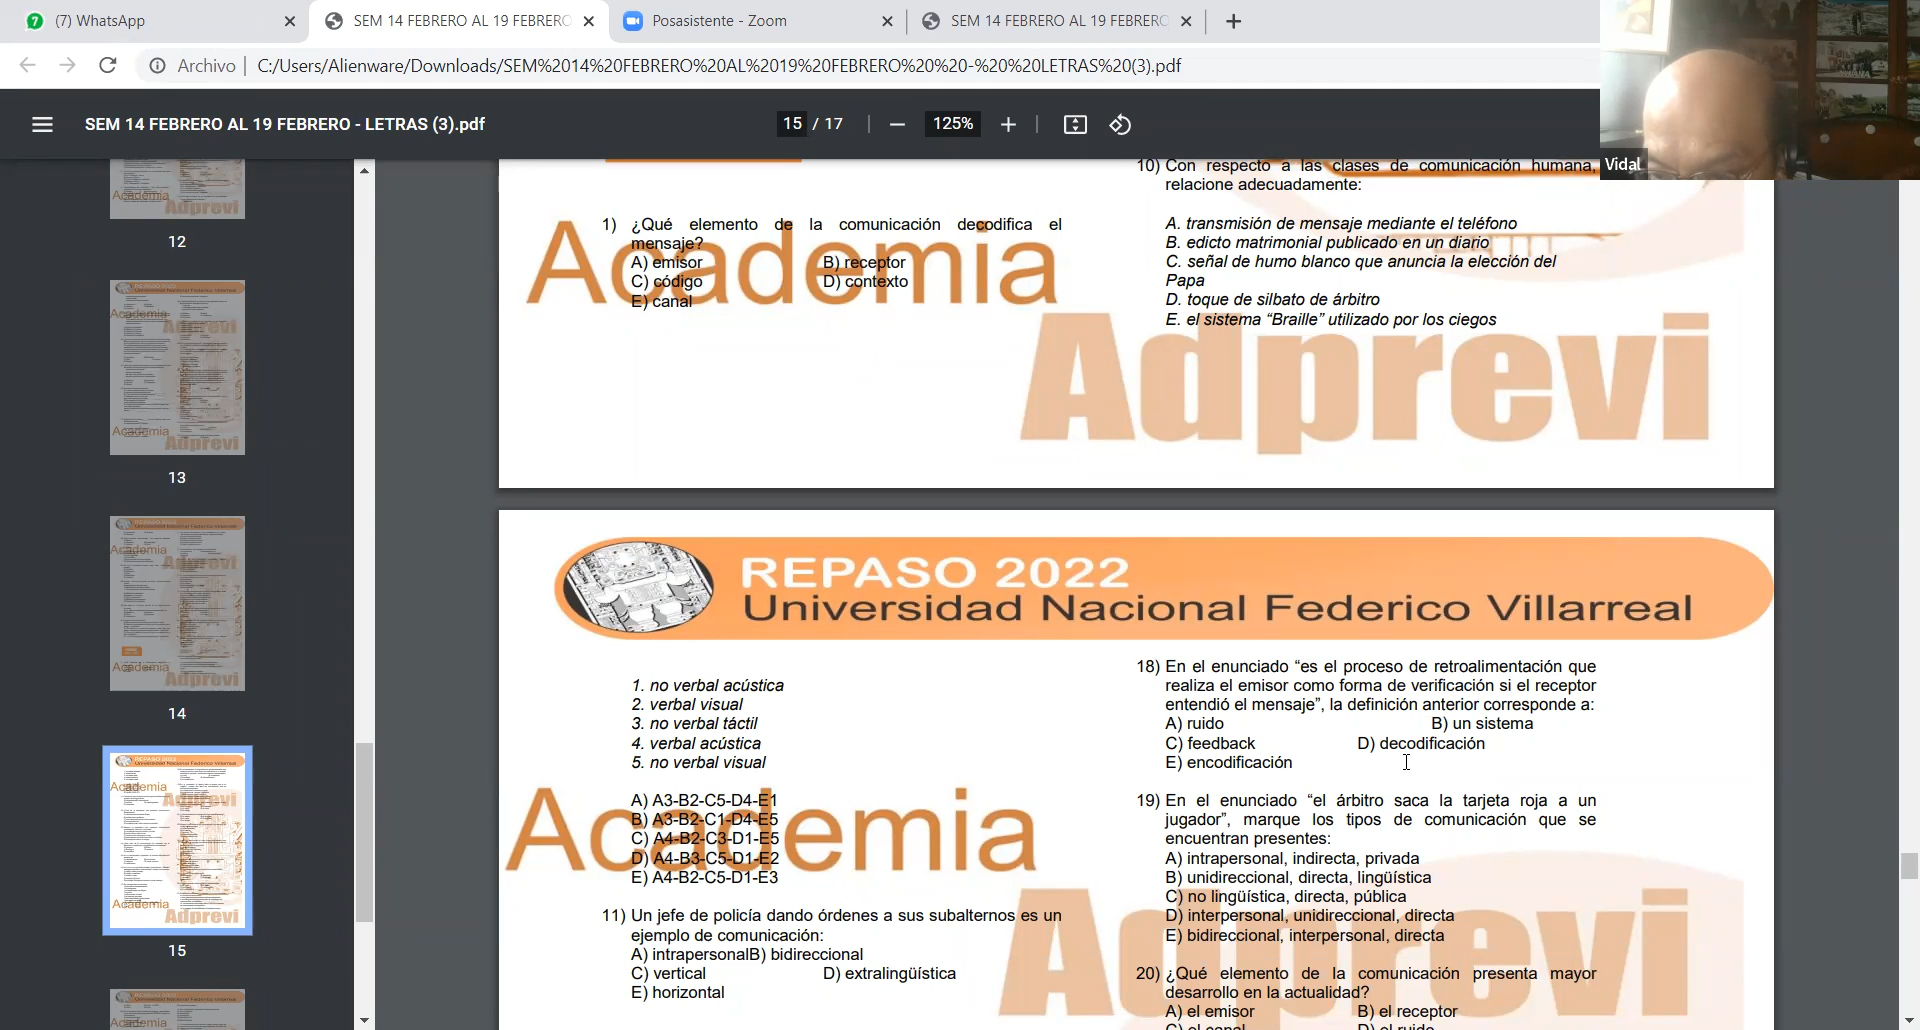 (7) WhatsApp
SEM 14 FEBRERO AL 19 FEBRERO
Posasistente - Zoom
SEM 14 FEBRERO AL 19 FEBRERO
Archivo
C:/Users/Alienware/Downloads/SEM%2014%20FEBRERO%20AL%2019%20FEBRERO%20%20-%20%20LETRAS%20(3).pdf
SEM 14 FEBRERO AL 19 FEBRERO - LETRAS (3).pdf
15 / 17
125%
Vidal
12
13
14
15
1) ¿Qué elemento de la comunicación decodifica el
mensaje?
A) emisor B) receptor
C) código D) contexto
E) canal
10) Con respecto a las clases de comunicación humana,
relacione adecuadamente:
A. transmisión de mensaje mediante el teléfono
B. edicto matrimonial publicado en un diario
C. señal de humo blanco que anuncia la elección del
Papa
D. toque de silbato de árbitro
E. el sistema “Braille” utilizado por los ciegos
Academia
Adprevi
REPASO 2022
Universidad Nacional Federico Villarreal
1. no verbal acústica
2. verbal visual
3. no verbal táctil
4. verbal acústica
5. no verbal visual
A) A3-B2-C5-D4-E1
B) A3-B2-C1-D4-E5
C) A4-B2-C3-D1-E5
D) A4-B3-C5-D1-E2
E) A4-B2-C5-D1-E3
11) Un jefe de policía dando órdenes a sus subalternos es un
ejemplo de comunicación:
A) intrapersonalB) bidireccional
C) vertical D) extralingüística
E) horizontal
18) En el enunciado “es el proceso de retroalimentación que
realiza el emisor como forma de verificación si el receptor
entendió el mensaje”, la definición anterior corresponde a:
A) ruido B) un sistema
C) feedback D) decodificación
E) encodificación
19) En el enunciado “el árbitro saca la tarjeta roja a un
jugador”, marque los tipos de comunicación que se
encuentran presentes:
A) intrapersonal, indirecta, privada
B) unidireccional, directa, lingüística
C) no lingüística, directa, pública
D) interpersonal, unidireccional, directa
E) bidireccional, interpersonal, directa
20) ¿Qué elemento de la comunicación presenta mayor
desarrollo en la actualidad?
A) el emisor B) el receptor
C) el canal D) el ruido
Academia
Adprevi